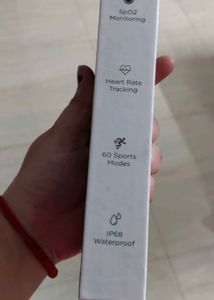 SpO2
Monitoring
Heart Rate
Tracking
60 Sports
Modes
IP68
Waterproof